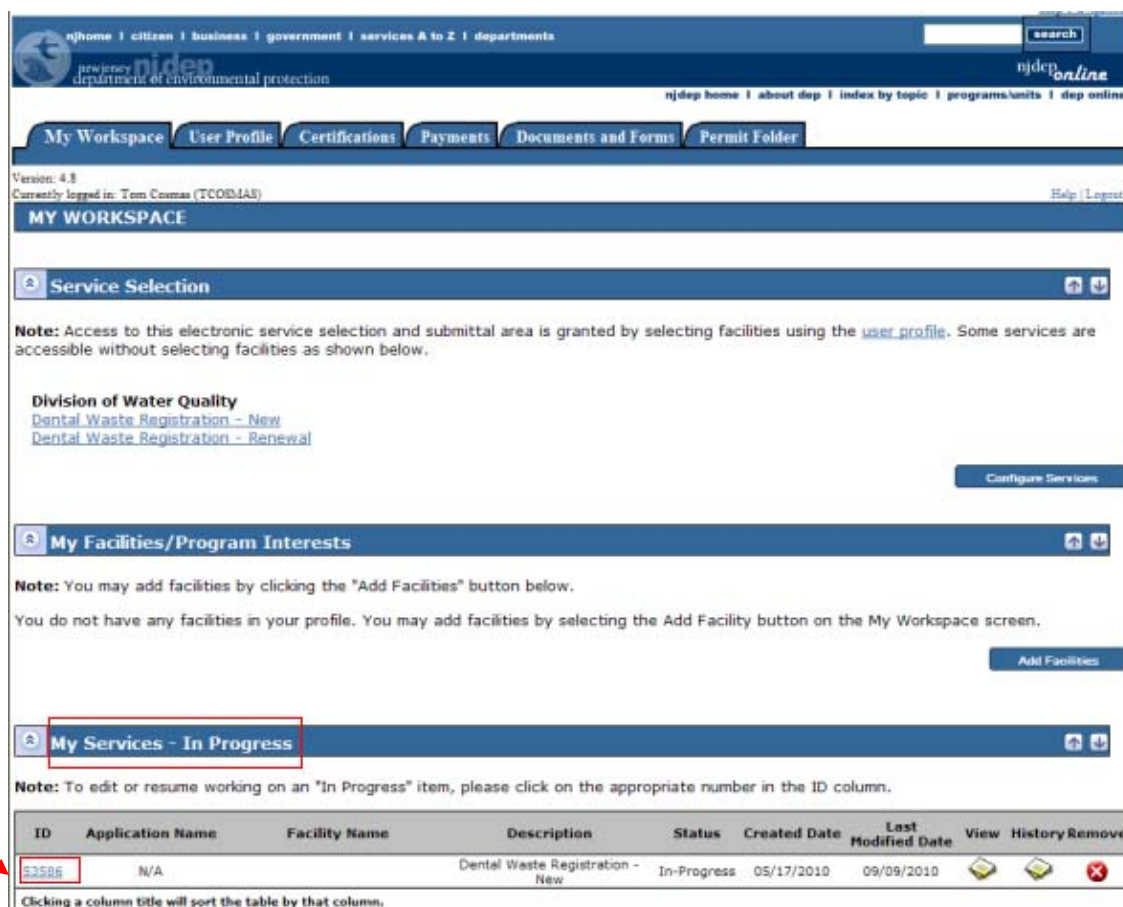 njhome | citizen | business | government | services A to Z | departments
search
newjersey njdep
department of environmental protection
njdeponline
njdep home | about dep | index by topic | programs/units | dep online
My Workspace User Profile Certifications Payments Documents and Forms Permit Folder
Version: 4.8
Currently logged in: Tom Cosmas (TCOSMAS)
Help | Logout
MY WORKSPACE
Service Selection
Note: Access to this electronic service selection and submittal area is granted by selecting facilities using the user profile. Some services are
accessible without selecting facilities as shown below.
Division of Water Quality
Dental Waste Registration - New
Dental Waste Registration - Renewal
Configure Services
My Facilities/Program Interests
Note: You may add facilities by clicking the "Add Facilities" button below.
You do not have any facilities in your profile. You may add facilities by selecting the Add Facility button on the My Workspace screen.
Add Facilities
My Services - In Progress
Note: To edit or resume working on an "In Progress" item, please click on the appropriate number in the ID column.
ID Application Name Facility Name Description Status Created Date Last Modified Date View History Remove
53586 N/A Dental Waste Registration - New In-Progress 05/17/2010 09/09/2010
Clicking a column title will sort the table by that column.